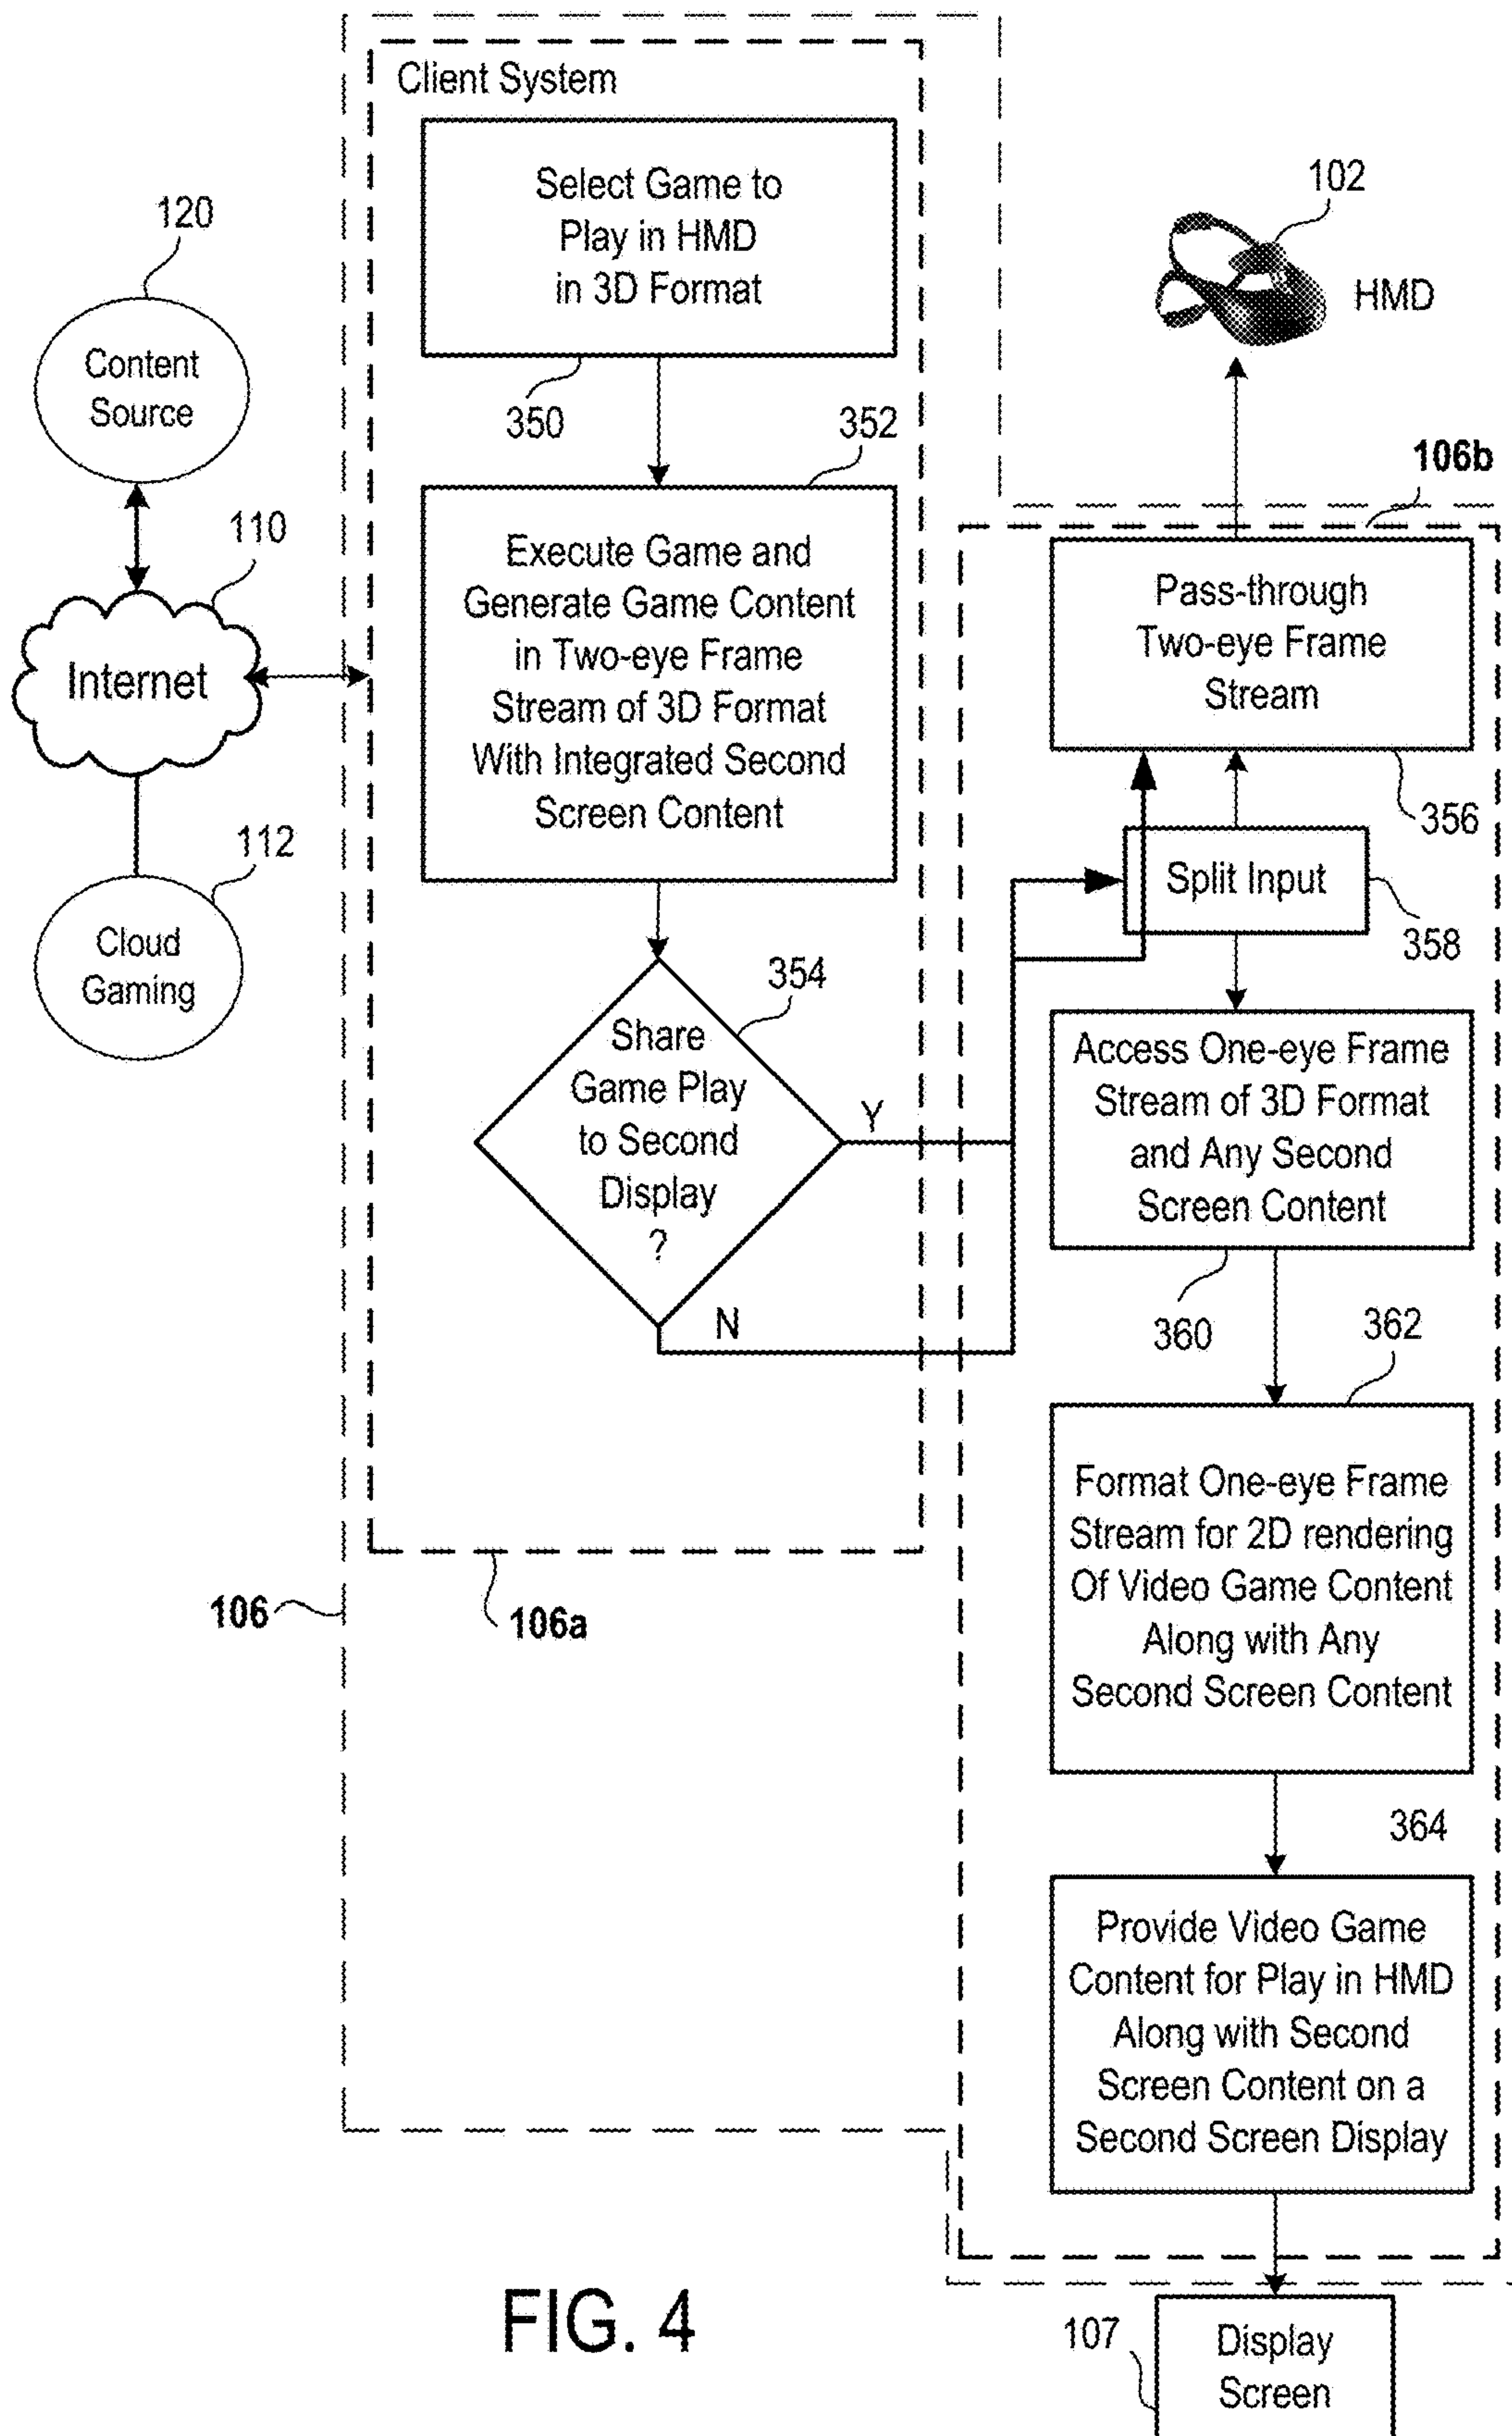 Client System
Select Game to
Play in HMD
in 3D Format
350
352
Execute Game and
Generate Game Content
in Two-eye Frame
Stream of 3D Format
With Integrated Second
Screen Content
354
Share
Game Play
to Second
Display
?
Y
N
106
106a
120
Content
Source
110
Internet
112
Cloud
Gaming
102
HMD
106b
Pass-through
Two-eye Frame
Stream
356
Split Input
358
Access One-eye Frame
Stream of 3D Format
and Any Second
Screen Content
360
362
Format One-eye Frame
Stream for 2D rendering
Of Video Game Content
Along with Any
Second Screen Content
364
Provide Video Game
Content for Play in HMD
Along with Second
Screen Content on a
Second Screen Display
107
Display
Screen
FIG. 4